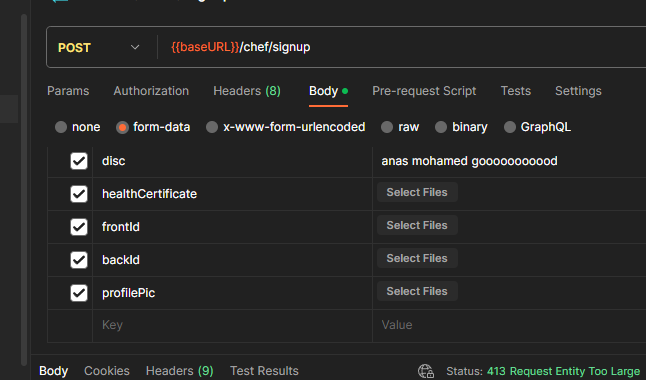 POST {{baseURL}}/chef/signup
Params Authorization Headers (8) Body Pre-request Script Tests Settings
none form-data x-www-form-urlencoded raw binary GraphQL
disc anas mohamed gooooooooood
healthCertificate Select Files
frontId Select Files
backId Select Files
profilePic Select Files
Key Value
Body Cookies Headers (9) Test Results Status: 413 Request Entity Too Large